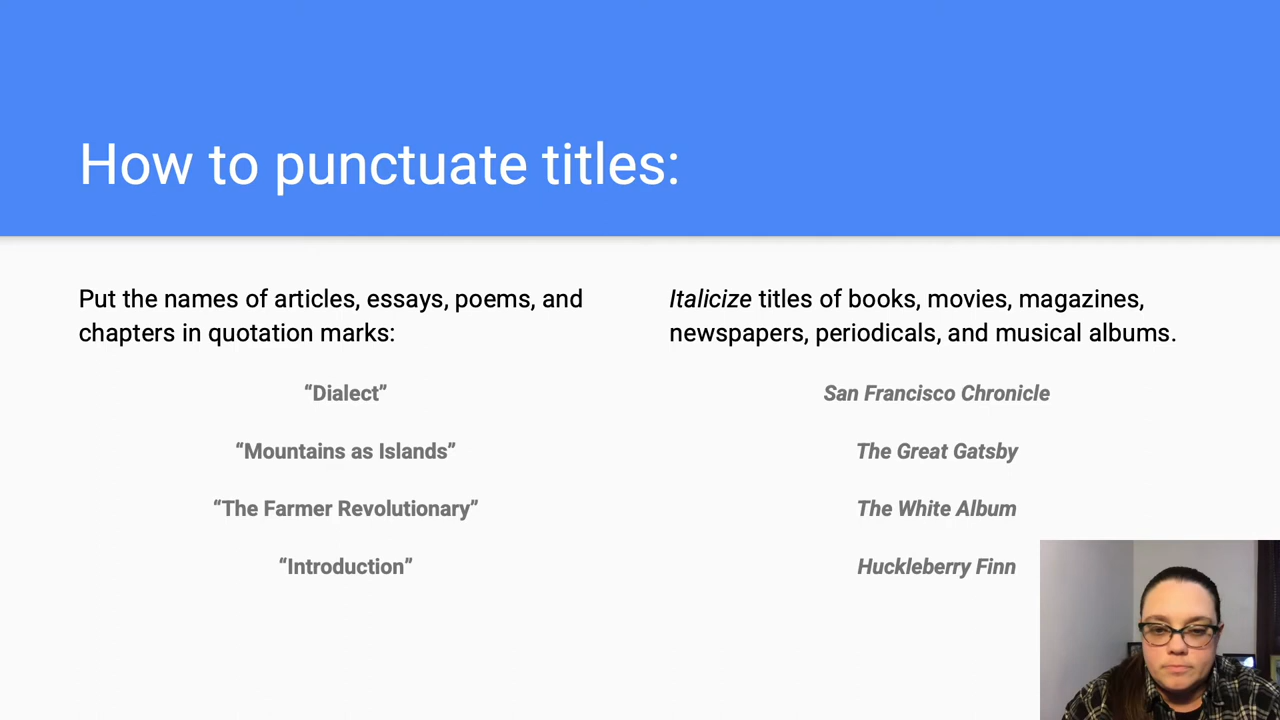 How to punctuate titles:
Put the names of articles, essays, poems, and
chapters in quotation marks:
“Dialect”
“Mountains as Islands”
“The Farmer Revolutionary”
“Introduction”
Italicize titles of books, movies, magazines,
newspapers, periodicals, and musical albums.
San Francisco Chronicle
The Great Gatsby
The White Album
Huckleberry Finn